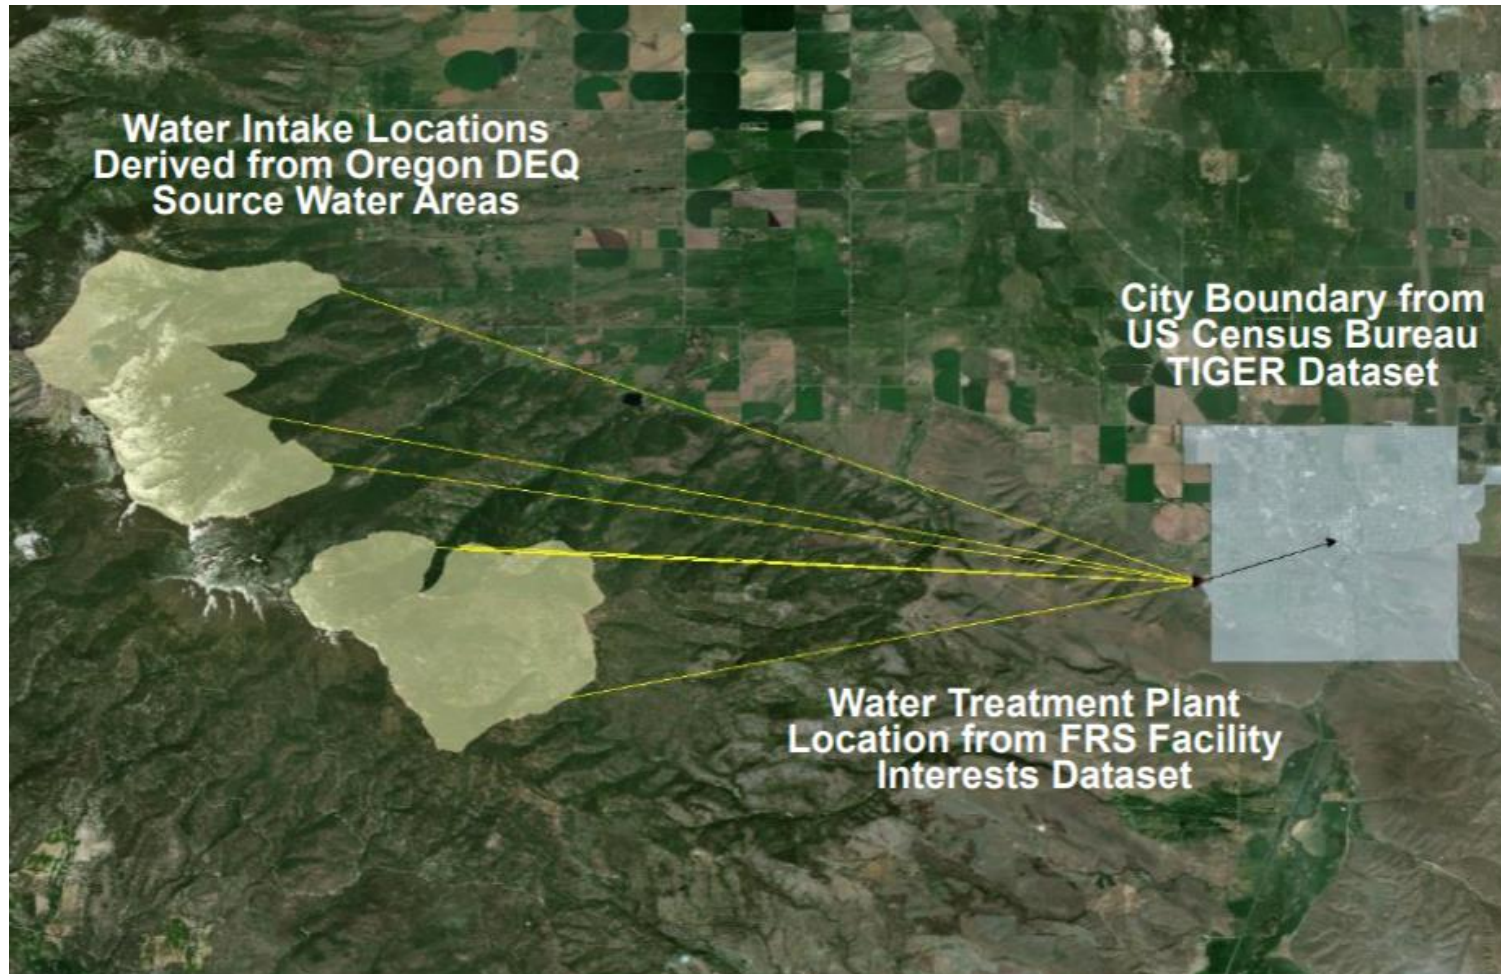 Water Intake Locations
Derived from Oregon DEQ
Source Water Areas
City Boundary from
US Census Bureau
TIGER Dataset
Water Treatment Plant
Location from FRS Facility
Interests Dataset